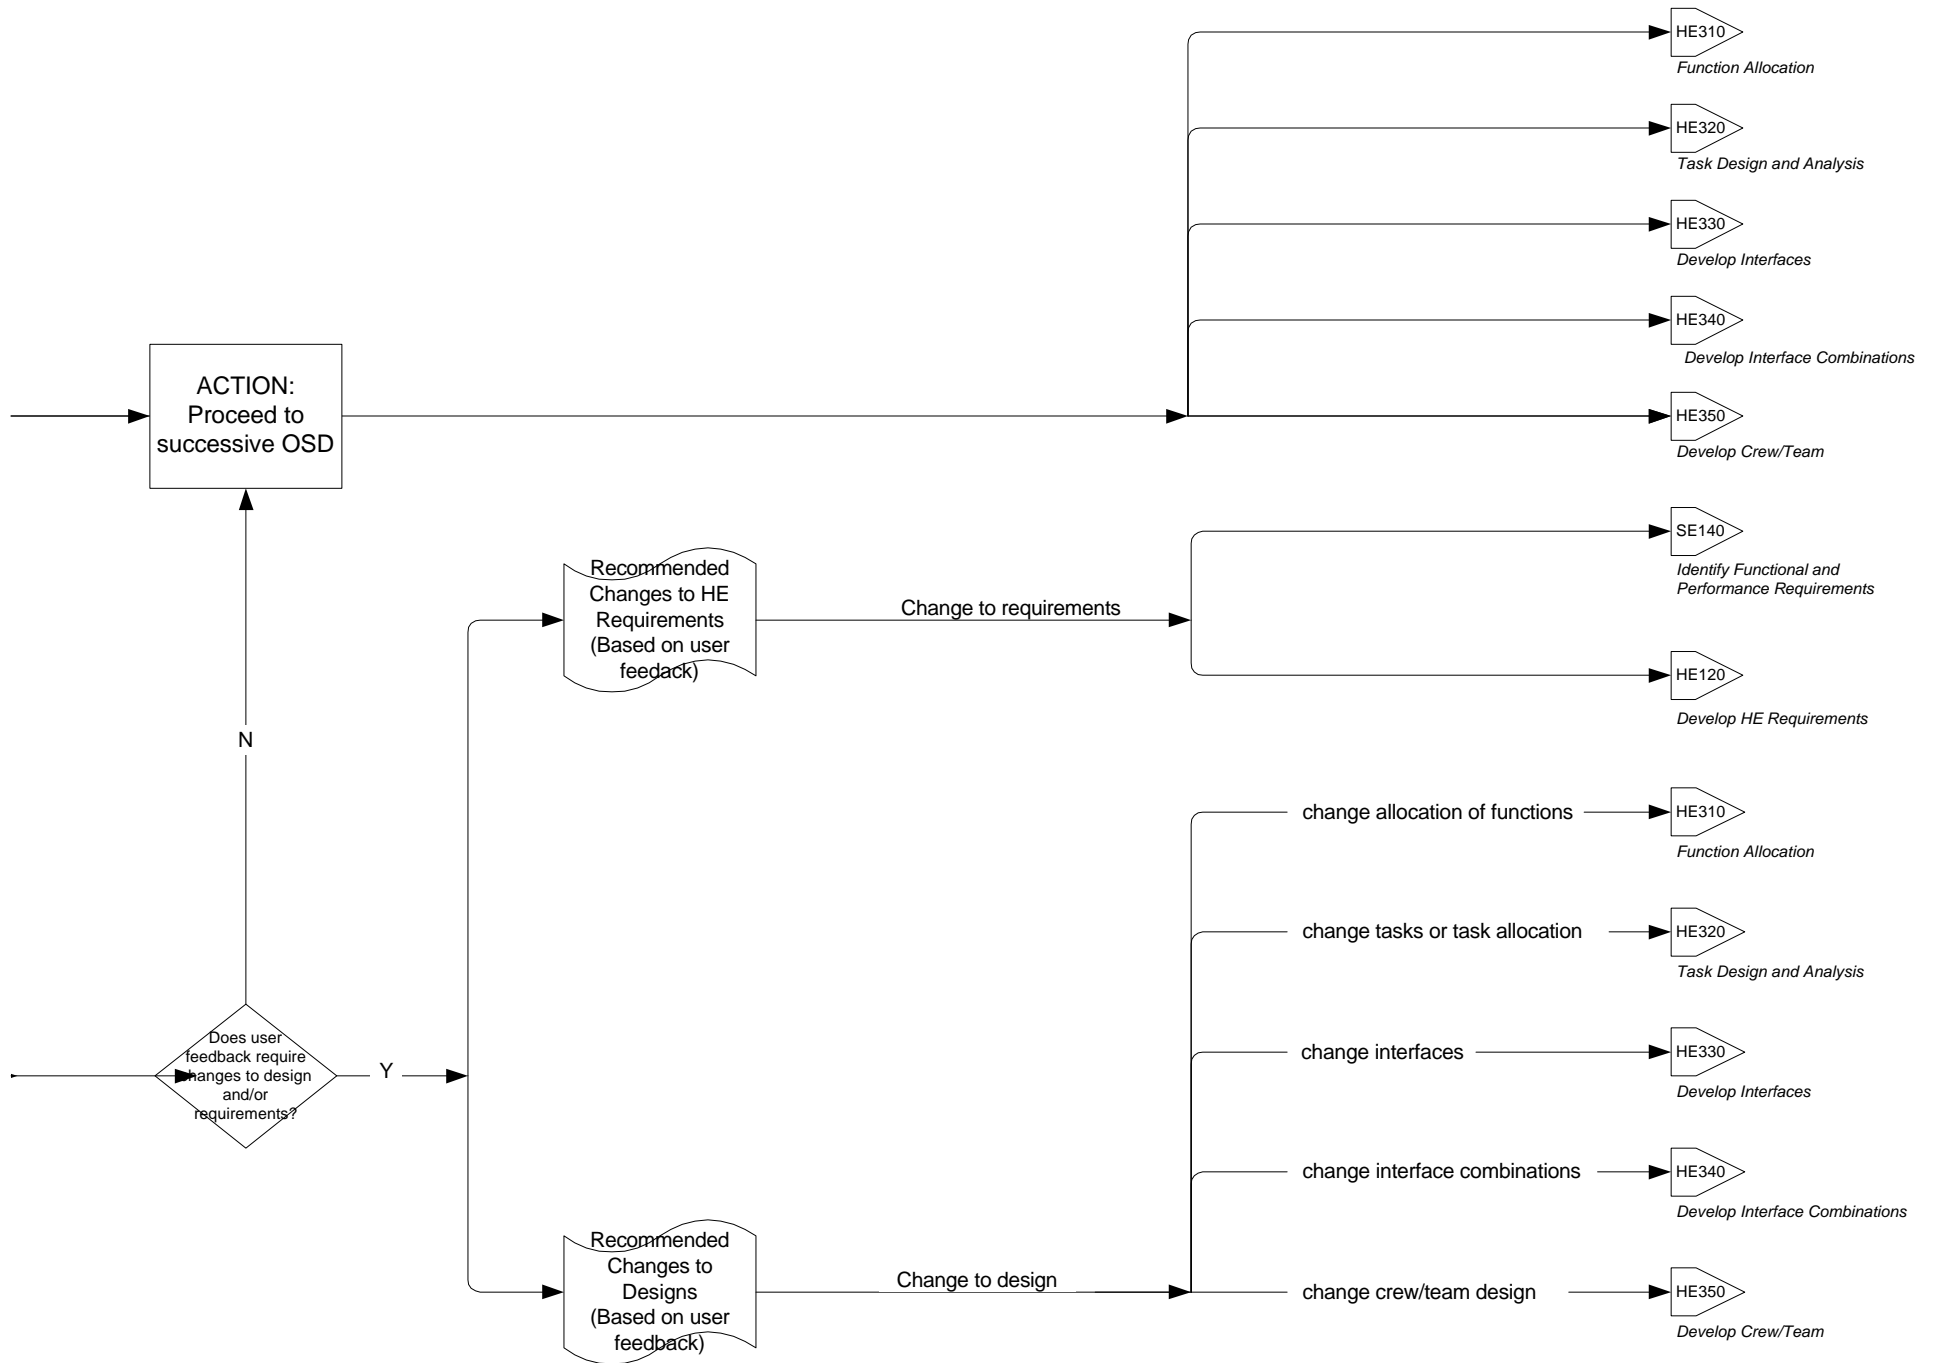 HE310
Function Allocation
HE320
Task Design and Analysis
HE330
Develop Interfaces
HE340
Develop Interface Combinations
ACTION:
Proceed to
successive OSD
HE350
Develop Crew/Team
SE140
Identify Functional and
Performance Requirements
Recommended
Changes to HE
Requirements
(Based on user
feedack)
Change to requirements
HE120
Develop HE Requirements
N
change allocation of functions
HE310
Function Allocation
change tasks or task allocation
HE320
Task Design and Analysis
Does user
feedback require
changes to design
and/or
requirements?
Y
change interfaces
HE330
Develop Interfaces
change interface combinations
HE340
Develop Interface Combinations
Recommended
Changes to
Designs
(Based on user
feedback)
Change to design
change crew/team design
HE350
Develop Crew/Team